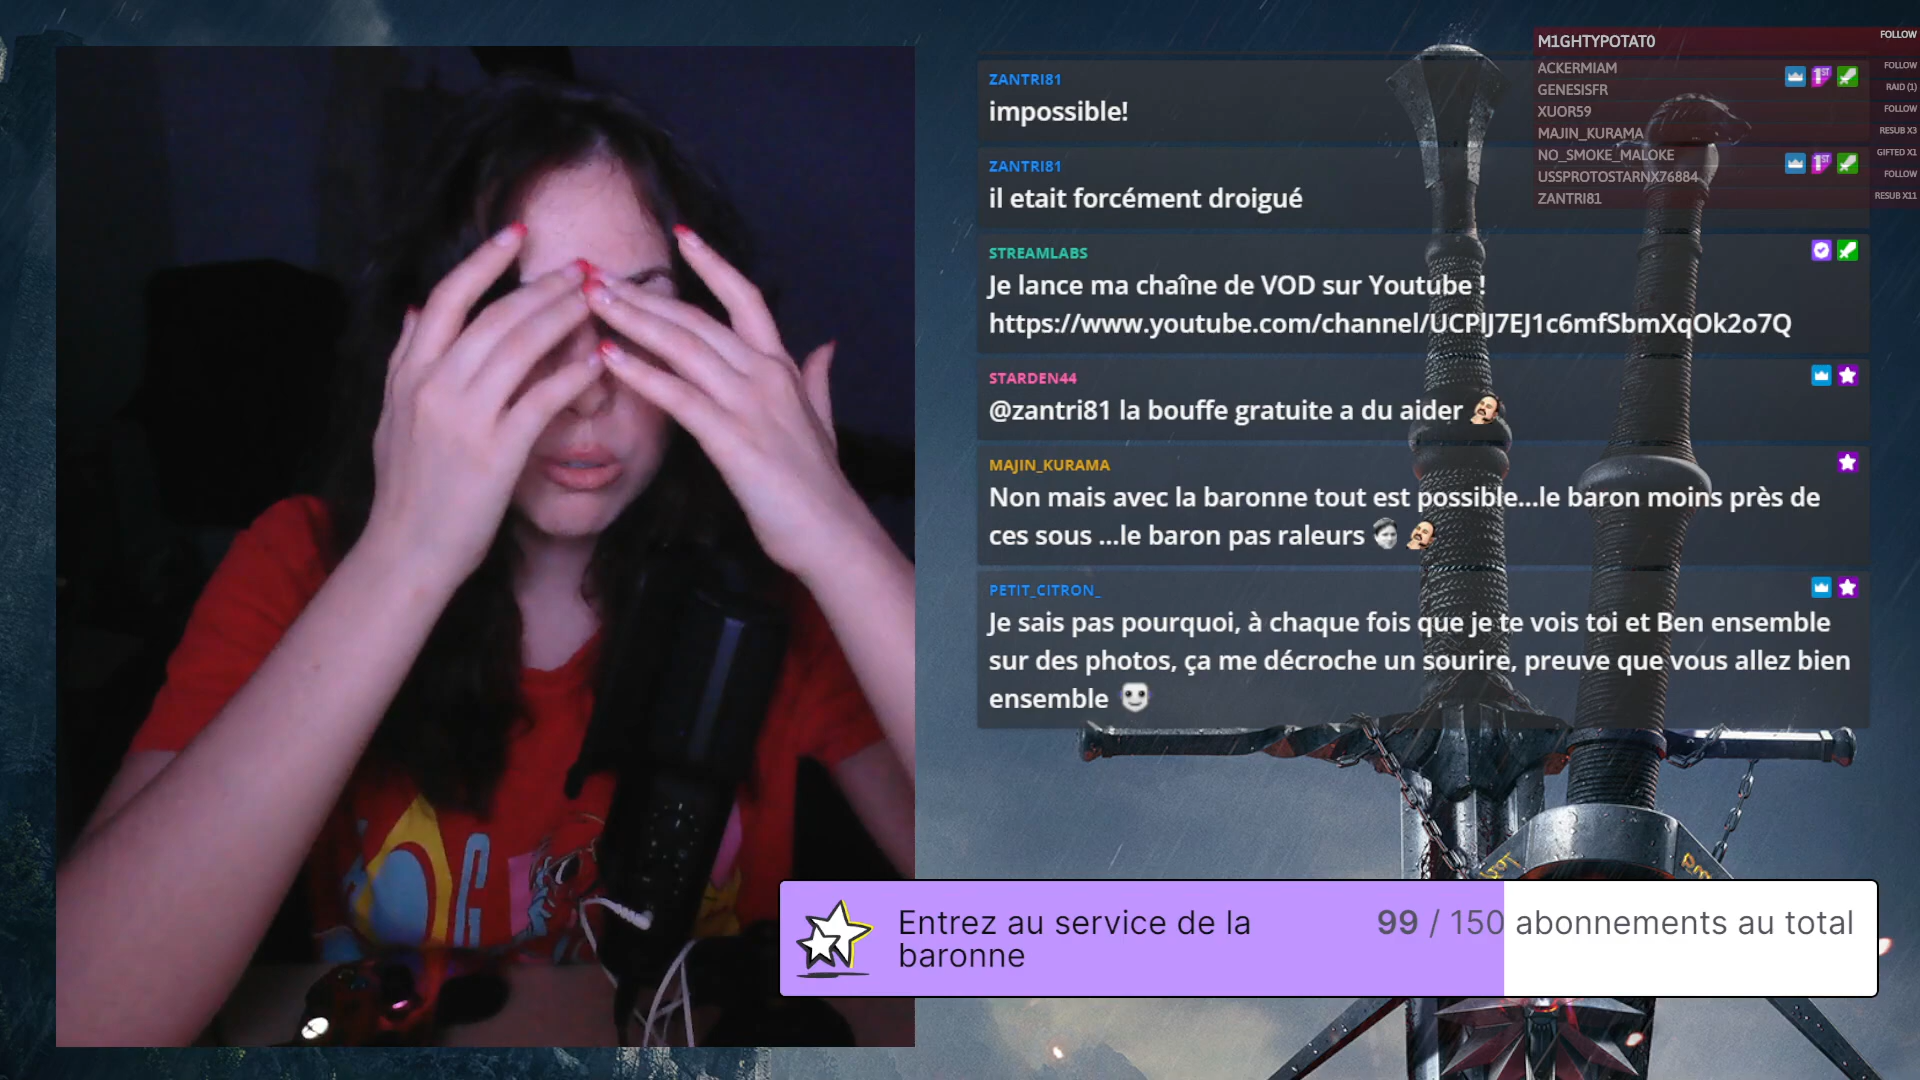 ZANTRI81
impossible!
ZANTRI81
il etait forcément droigué
STREAMLABS
Je lance ma chaîne de VOD sur Youtube !
https://www.youtube.com/channel/UCPlJ7EJ1c6mfSbmXqOk2o7Q
STARDEN44
@zantri81 la bouffe gratuite a du aider
MAJIN_KURAMA
Non mais avec la baronne tout est possible...le baron moins près de
ces sous ...le baron pas raleurs
PETIT_CITRON_
Je sais pas pourquoi, à chaque fois que je te vois toi et Ben ensemble
sur des photos, ça me décroche un sourire, preuve que vous allez bien
ensemble
M1GHTYPOTAT0 FOLLOW
ACKERMIAM FOLLOW
GENESISFR RAID (1)
XUOR59 FOLLOW
MAJIN_KURAMA RESUB X3
NO_SMOKE_MALOKE GIFTED X1
USSPROTOSTARNX76884 FOLLOW
ZANTRI81 RESUB X11
1ST
1ST
Entrez au service de la
baronne
99 / 150 abonnements au total